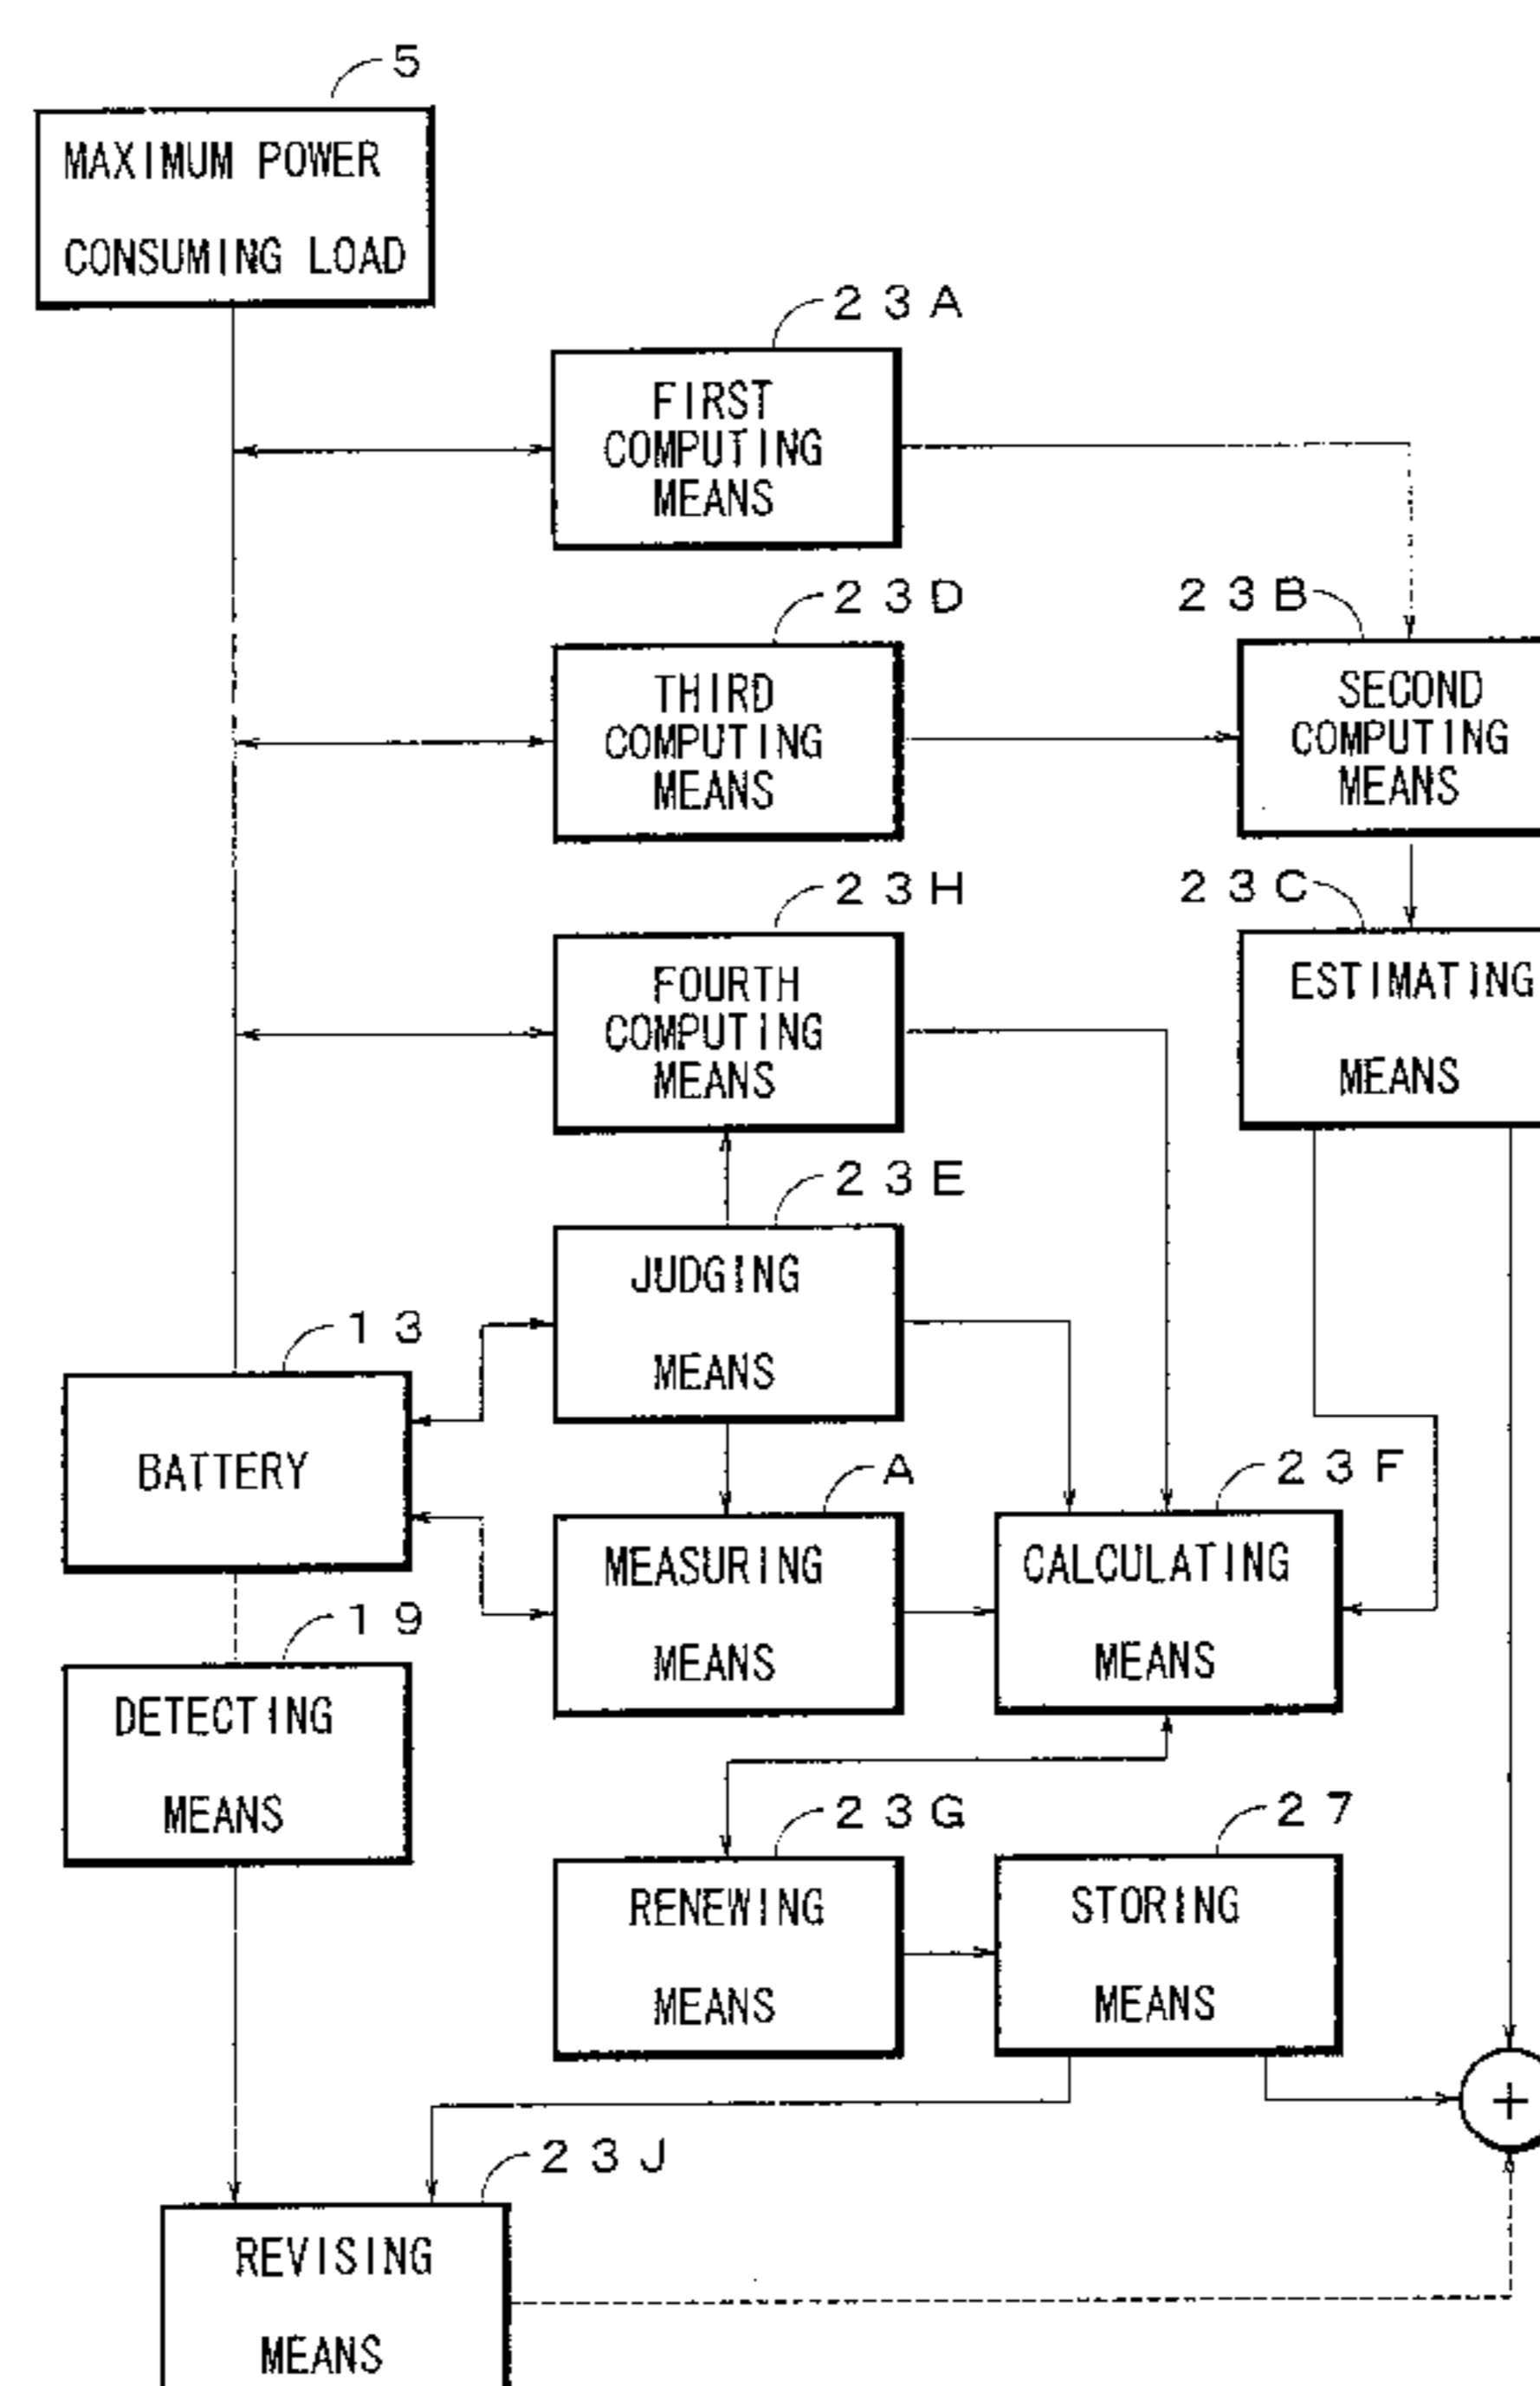 5
MAXIMUM POWER
CONSUMING LOAD
23A
FIRST
COMPUTING
MEANS
23D
THIRD
COMPUTING
MEANS
23B
SECOND
COMPUTING
MEANS
23H
FOURTH
COMPUTING
MEANS
23C
ESTIMATING
MEANS
23E
JUDGING
MEANS
13
BATTERY
A
MEASURING
MEANS
23F
CALCULATING
MEANS
19
DETECTING
MEANS
23G
RENEWING
MEANS
27
STORING
MEANS
+
23J
REVISING
MEANS